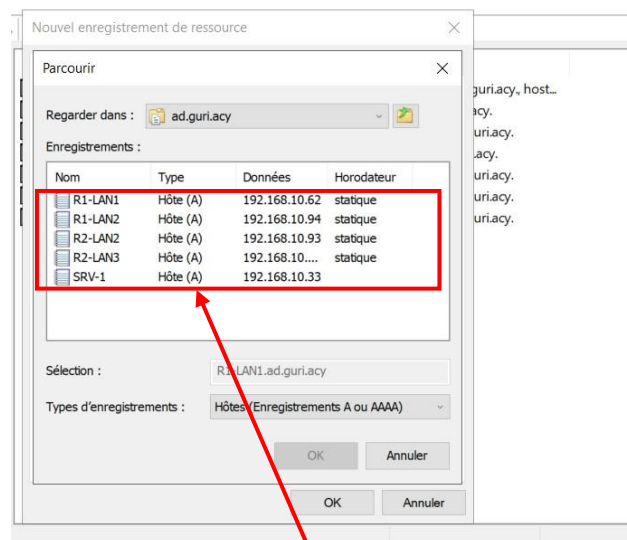 Nouvel enregistrement de ressource
Parcourir
Regarder dans : ad.guri.acy
Enregistrements :
Nom Type Données Horodateur
R1-LAN1 Hôte (A) 192.168.10.62 statique
R1-LAN2 Hôte (A) 192.168.10.94 statique
R2-LAN2 Hôte (A) 192.168.10.93 statique
R2-LAN3 Hôte (A) 192.168.10.... statique
SRV-1 Hôte (A) 192.168.10.33
Sélection : R1-LAN1.ad.guri.acy
Types d'enregistrements : Hôtes (Enregistrements A ou AAAA)
OK Annuler
OK Annuler
guri.acy., host...
acy.
uri.acy.
.acy.
uri.acy.
uri.acy.
uri.acy.